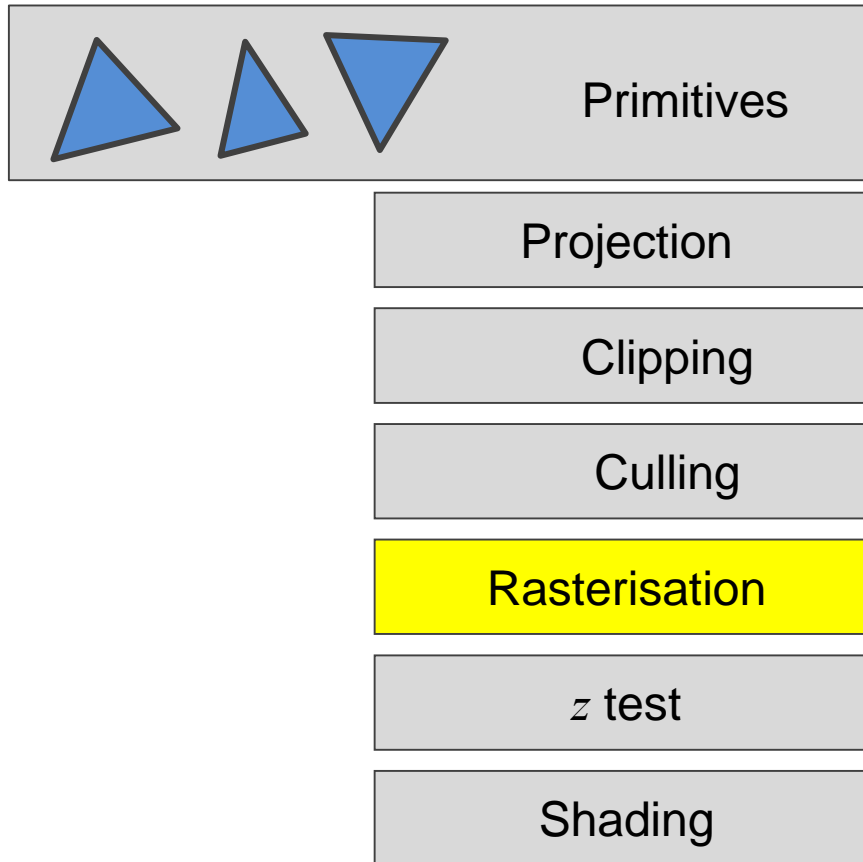 Primitives
Projection
Clipping
Culling
Rasterisation
z test
Shading